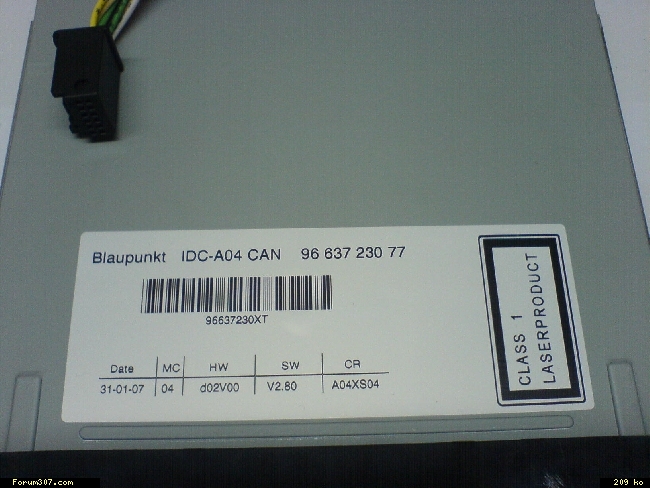 Blaupunkt IDC-A04 CAN 96 637 230 77
96637230XT
Date MC HW SW CR
31-01-07 04 d02V00 V2.80 A04XS04
CLASS 1
LASERPRODUCT
Forum307.com
209 ko